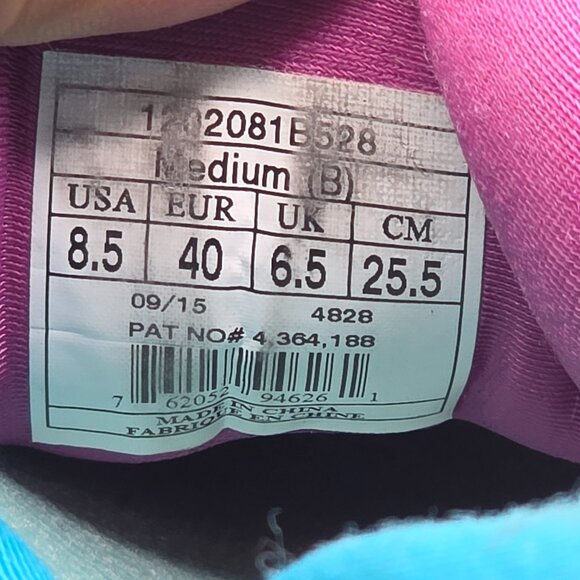 1202081B528
Medium (B)
USA EUR UK CM
8.5 40 6.5 25.5
09/15 4828
PAT NO# 4,364,188
7 62052 94626 1
MADE IN CHINA
FABRIQUE EN CHINE